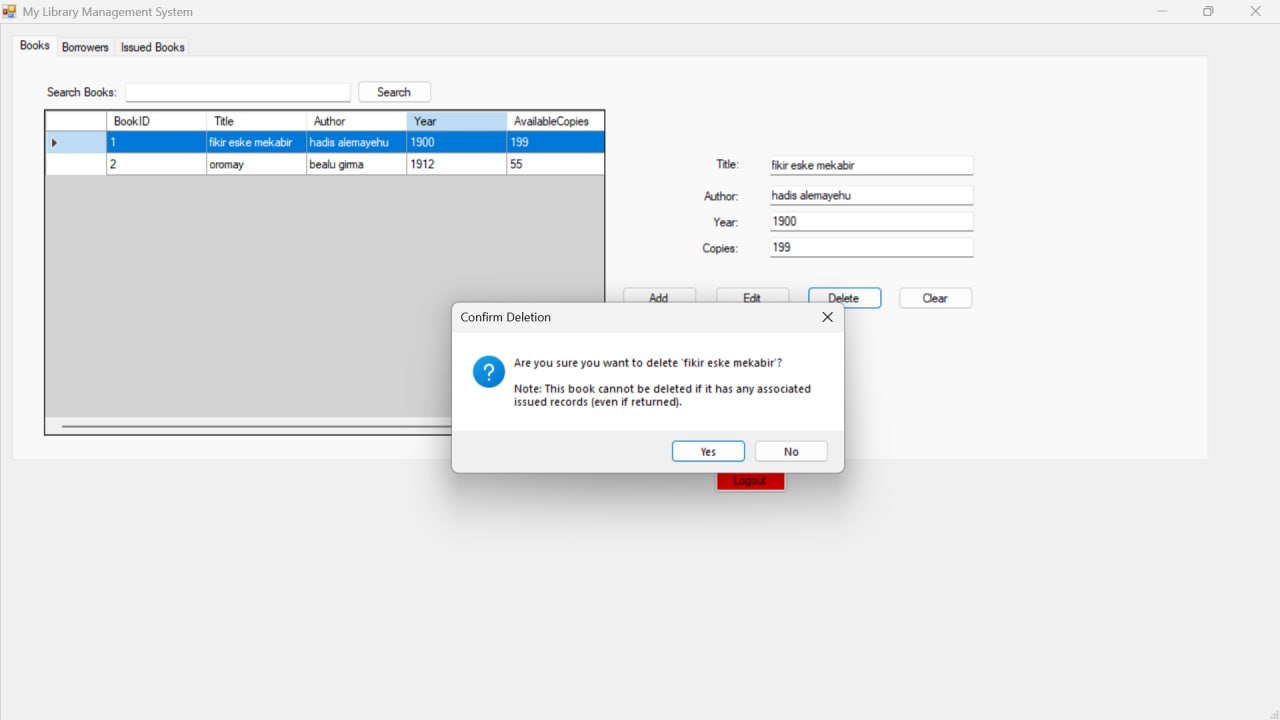 My Library Management System
Books Borrowers Issued Books
Search Books: Search
BookID Title Author Year AvailableCopies
1 fikir eske mekabir hadis alemayehu 1900 199
2 oromay bealu girma 1912 55
Title: fikir eske mekabir
Author: hadis alemayehu
Year: 1900
Copies: 199
Add Edit Delete Clear
Confirm Deletion
Are you sure you want to delete 'fikir eske mekabir'?
Note: This book cannot be deleted if it has any associated
issued records (even if returned).
Yes No
Logout